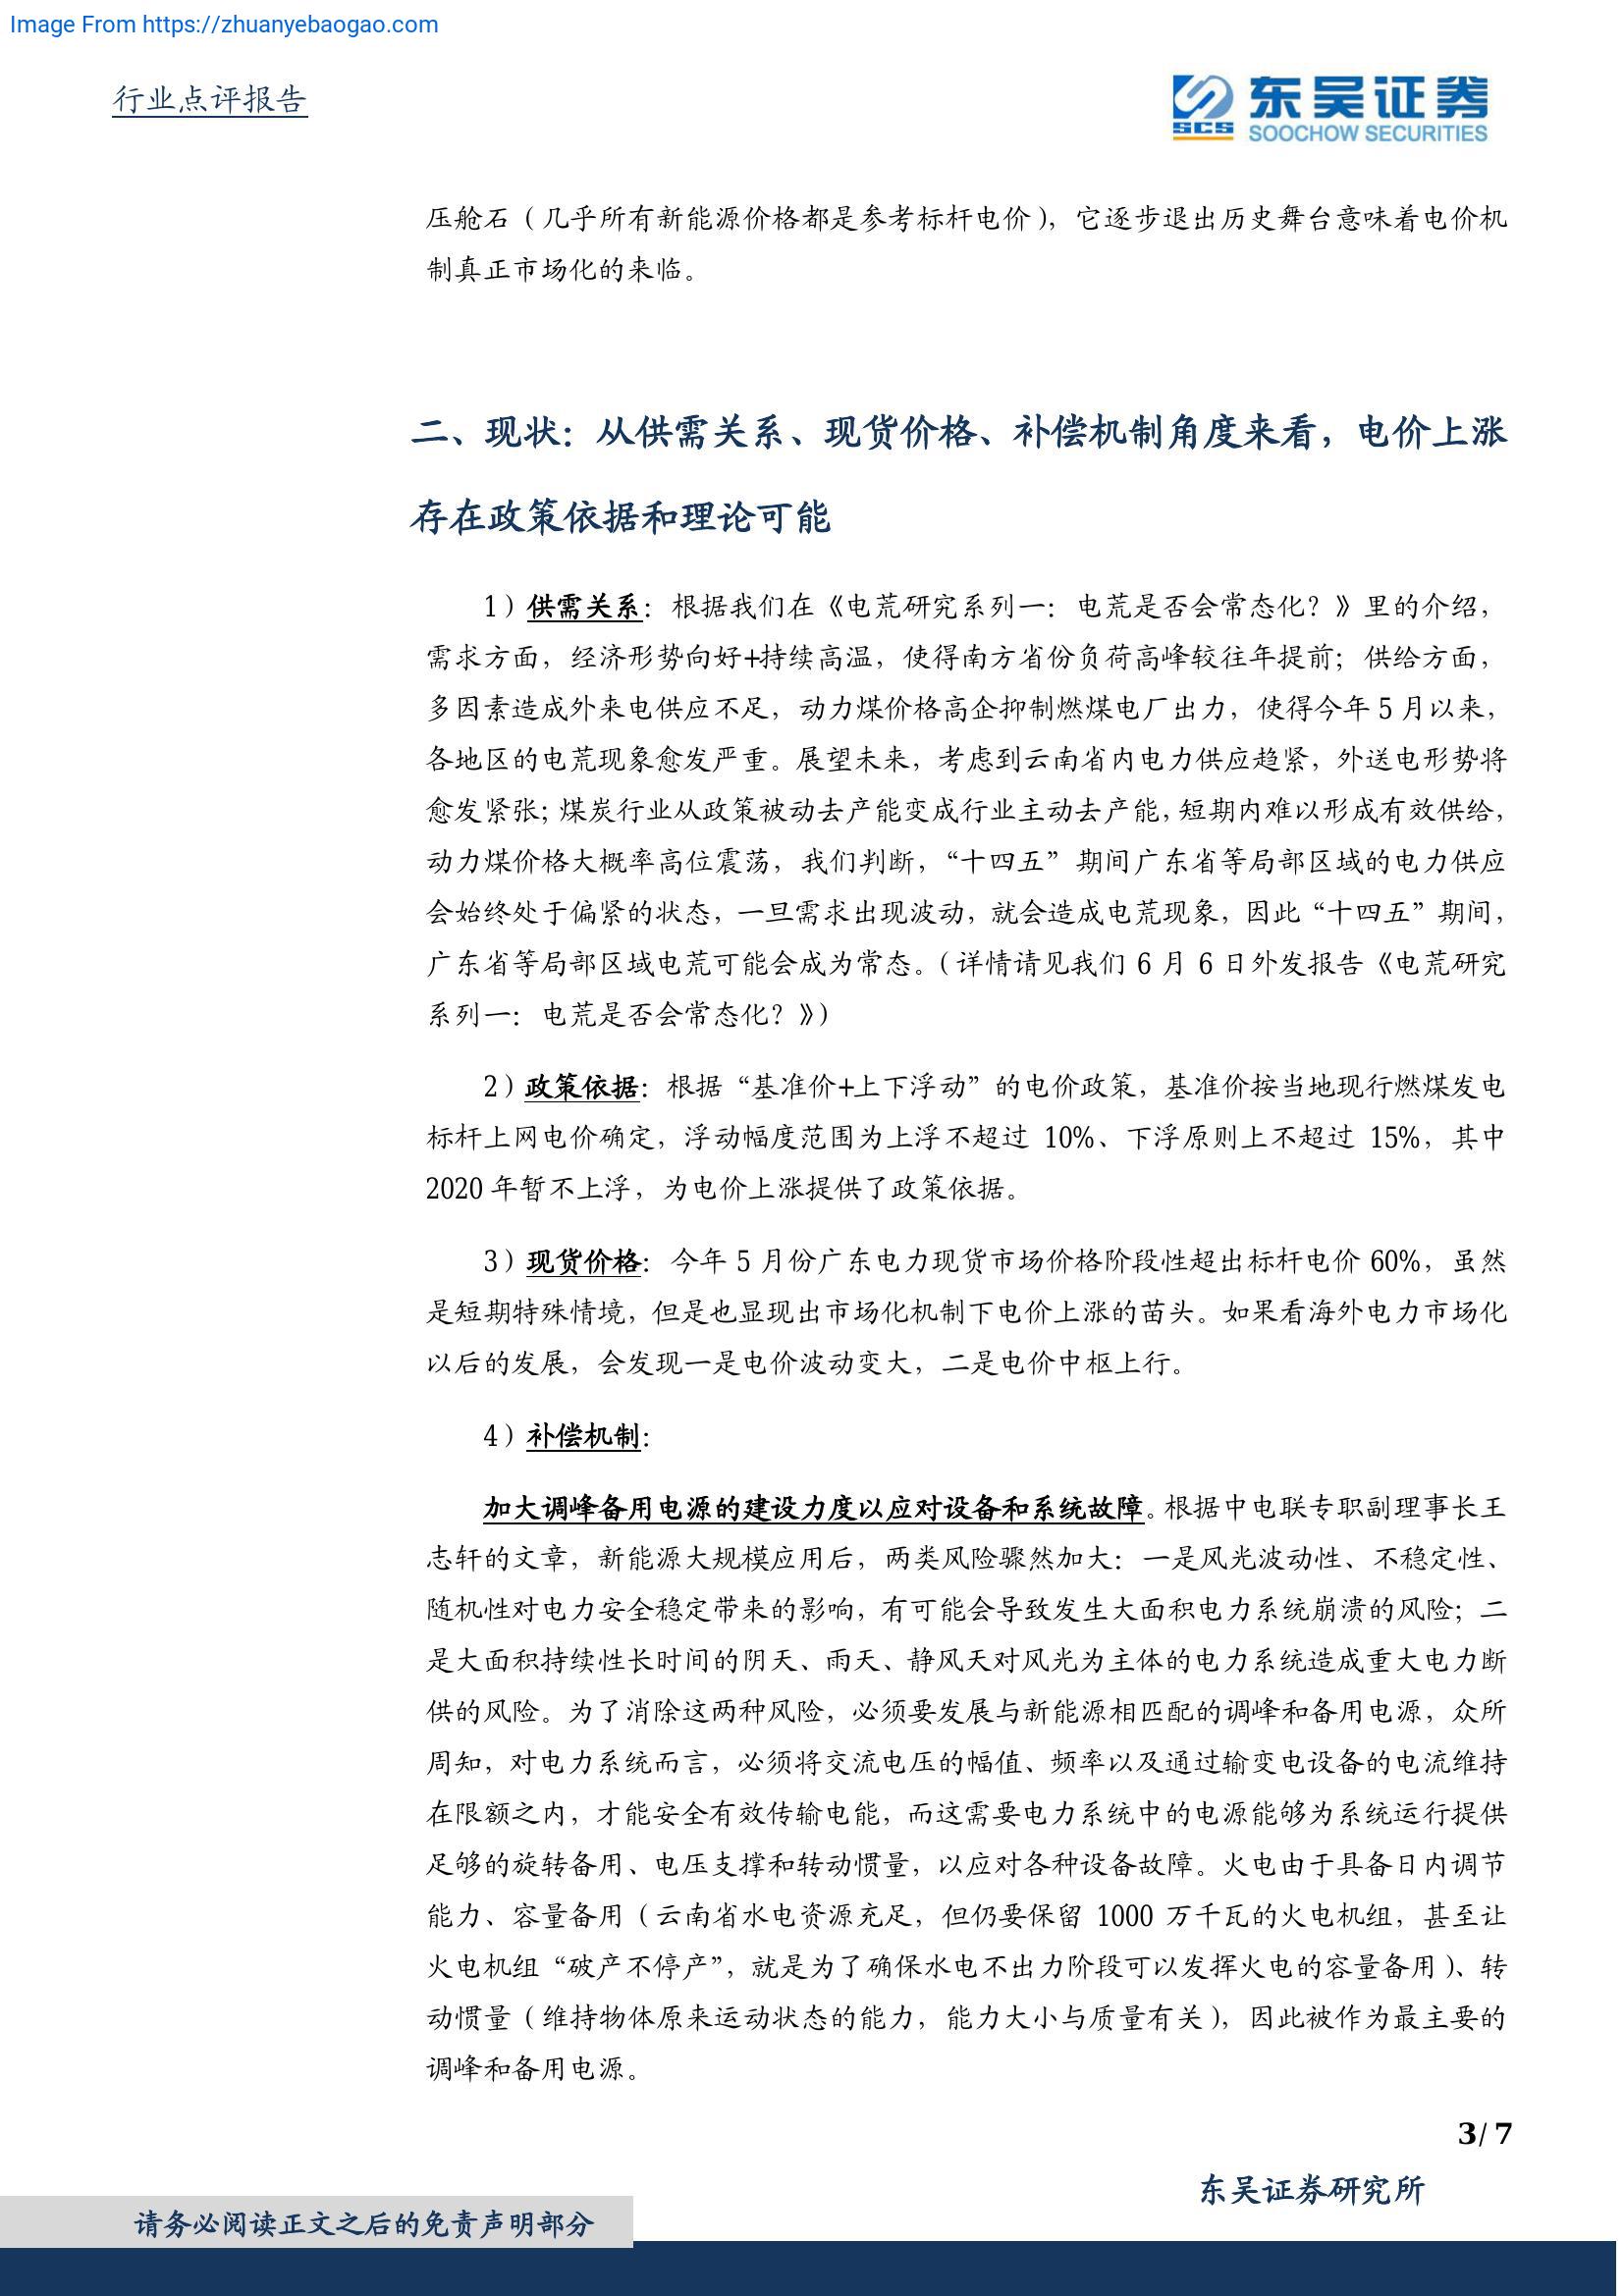 Image From https://zhuanyebaogao.com
行业点评报告
SCS
东吴证券
SOOCHOW SECURITIES
压舱石（几乎所有新能源价格都是参考标杆电价），它逐步退出历史舞台意味着电价机
制真正市场化的来临。
二、现状：从供需关系、现货价格、补偿机制角度来看，电价上涨
存在政策依据和理论可能
1）供需关系：根据我们在《电荒研究系列一：电荒是否会常态化？》里的介绍，
需求方面，经济形势向好+持续高温，使得南方省份负荷高峰较往年提前；供给方面，
多因素造成外来电供应不足，动力煤价格高企抑制燃煤电厂出力，使得今年 5 月以来，
各地区的电荒现象愈发严重。展望未来，考虑到云南省内电力供应趋紧，外送电形势将
愈发紧张；煤炭行业从政策被动去产能变成行业主动去产能，短期内难以形成有效供给，
动力煤价格大概率高位震荡，我们判断，“十四五” 期间广东省等局部区域的电力供应
会始终处于偏紧的状态，一旦需求出现波动，就会造成电荒现象，因此“十四五”期间，
广东省等局部区域电荒可能会成为常态。（详情请见我们 6 月 6 日外发报告《电荒研究
系列一：电荒是否会常态化？》）
2）政策依据：根据“基准价+上下浮动”的电价政策，基准价按当地现行燃煤发电
标杆上网电价确定，浮动幅度范围为上浮不超过 10%、下浮原则上不超过 15%，其中
2020 年暂不上浮，为电价上涨提供了政策依据。
3）现货价格：今年 5 月份广东电力现货市场价格阶段性超出标杆电价 60%，虽然
是短期特殊情境，但是也显现出市场化机制下电价上涨的苗头。如果看海外电力市场化
以后的发展，会发现一是电价波动变大，二是电价中枢上行。
4）补偿机制：
加大调峰备用电源的建设力度以应对设备和系统故障。根据中电联专职副理事长王
志轩的文章，新能源大规模应用后，两类风险骤然加大：一是风光波动性、不稳定性、
随机性对电力安全稳定带来的影响，有可能会导致发生大面积电力系统崩溃的风险；二
是大面积持续性长时间的阴天、雨天、静风天对风光为主体的电力系统造成重大电力断
供的风险。为了消除这两种风险，必须要发展与新能源相匹配的调峰和备用电源，众所
周知，对电力系统而言，必须将交流电压的幅值、频率以及通过输变电设备的电流维持
在限额之内，才能安全有效传输电能，而这需要电力系统中的电源能够为系统运行提供
足够的旋转备用、电压支撑和转动惯量，以应对各种设备故障。火电由于具备日内调节
能力、容量备用（云南省水电资源充足，但仍要保留 1000 万千瓦的火电机组，甚至让
火电机组“破产不停产”，就是为了确保水电不出力阶段可以发挥火电的容量备用）、转
动惯量（维持物体原来运动状态的能力，能力大小与质量有关），因此被作为最主要的
调峰和备用电源。
3/ 7
东吴证券研究所
请务必阅读正文之后的免责声明部分